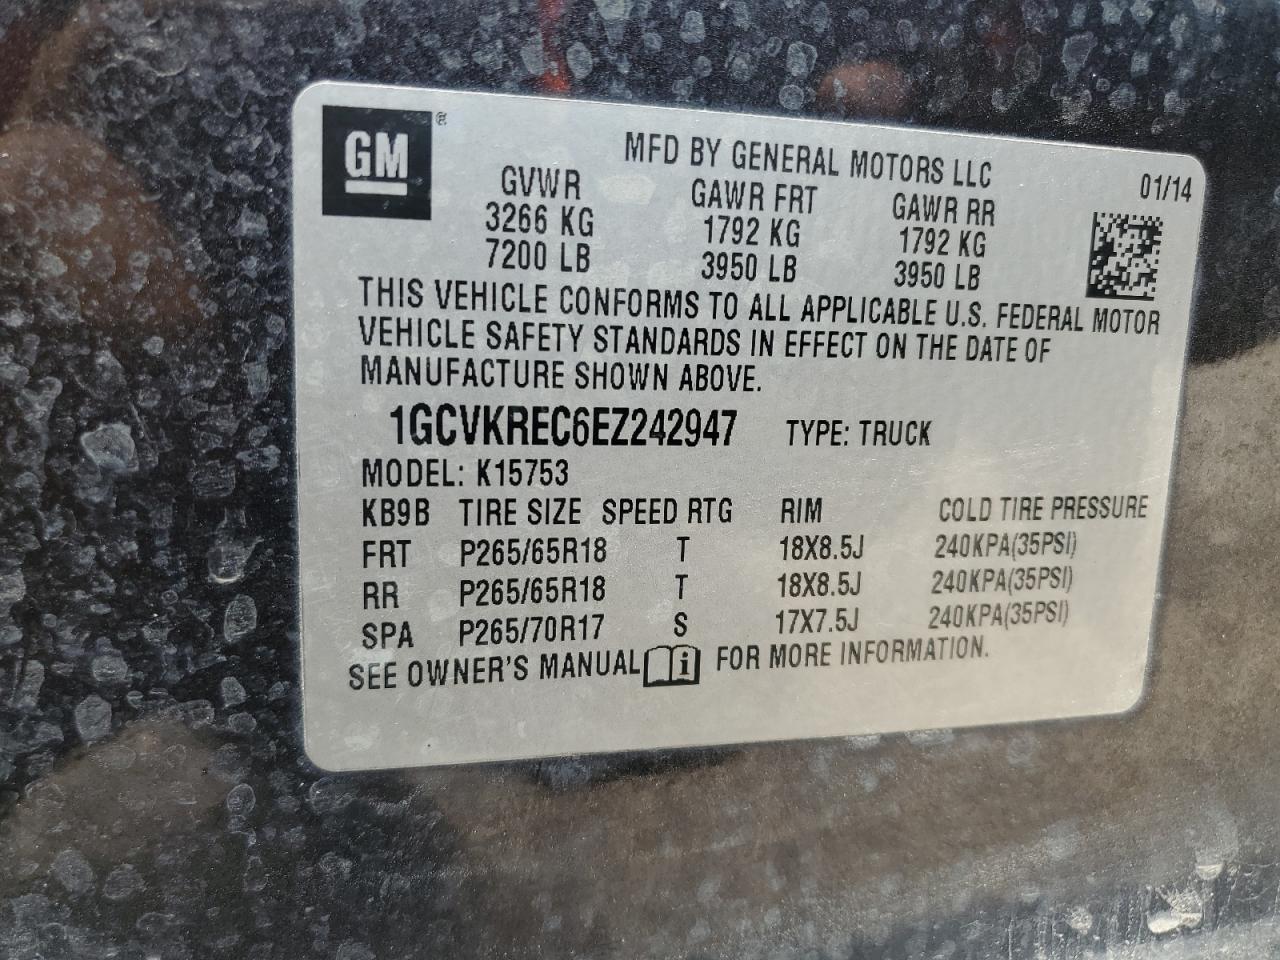 GM ®
MFD BY GENERAL MOTORS LLC
01/14
GVWR GAWR FRT GAWR RR
3266 KG 1792 KG 1792 KG
7200 LB 3950 LB 3950 LB
THIS VEHICLE CONFORMS TO ALL APPLICABLE U.S. FEDERAL MOTOR
VEHICLE SAFETY STANDARDS IN EFFECT ON THE DATE OF
MANUFACTURE SHOWN ABOVE.
1GCVKREC6EZ242947 TYPE: TRUCK
MODEL: K15753
KB9B TIRE SIZE SPEED RTG RIM COLD TIRE PRESSURE
FRT P265/65R18 T 18X8.5J 240KPA(35PSI)
RR P265/65R18 T 18X8.5J 240KPA(35PSI)
SPA P265/70R17 S 17X7.5J 240KPA(35PSI)
SEE OWNER'S MANUAL i FOR MORE INFORMATION.